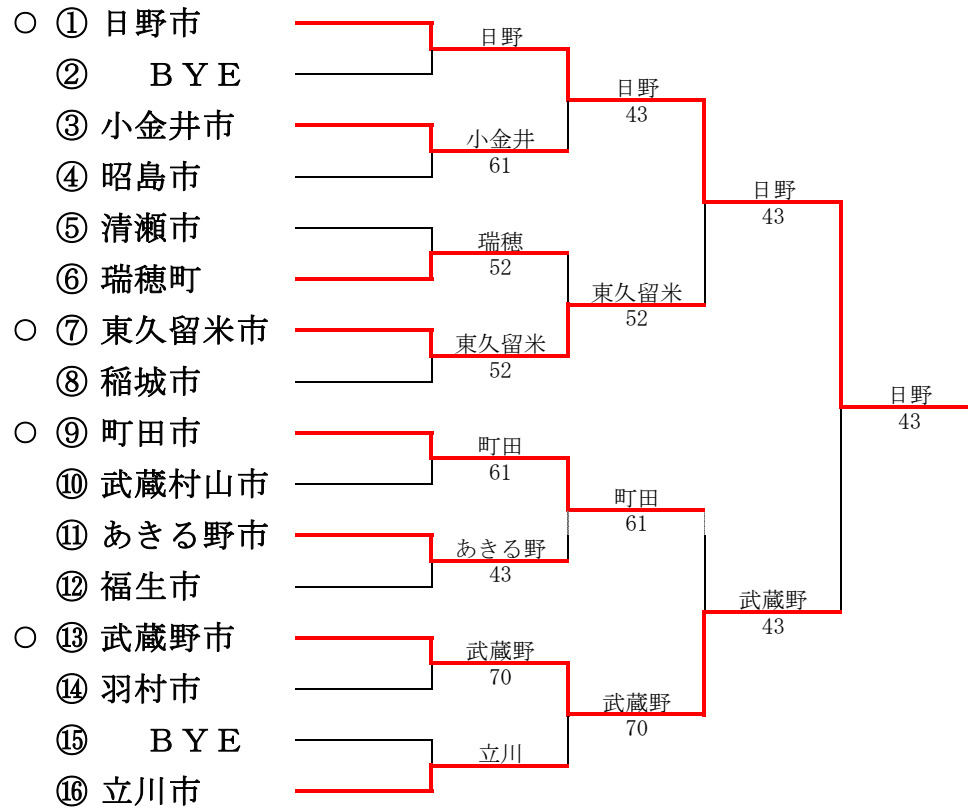 ○ ① 日野市
② BYE
③ 小金井市
④ 昭島市
⑤ 清瀬市
⑥ 瑞穂町
○ ⑦ 東久留米市
⑧ 稲城市
○ ⑨ 町田市
⑩ 武蔵村山市
⑪ あきる野市
⑫ 福生市
○ ⑬ 武蔵野市
⑭ 羽村市
⑮ BYE
⑯ 立川市
日野
小金井
61
瑞穂
52
東久留米
52
町田
61
あきる野
43
武蔵野
70
立川
日野
43
東久留米
52
町田
61
武蔵野
70
日野
43
武蔵野
43
日野
43